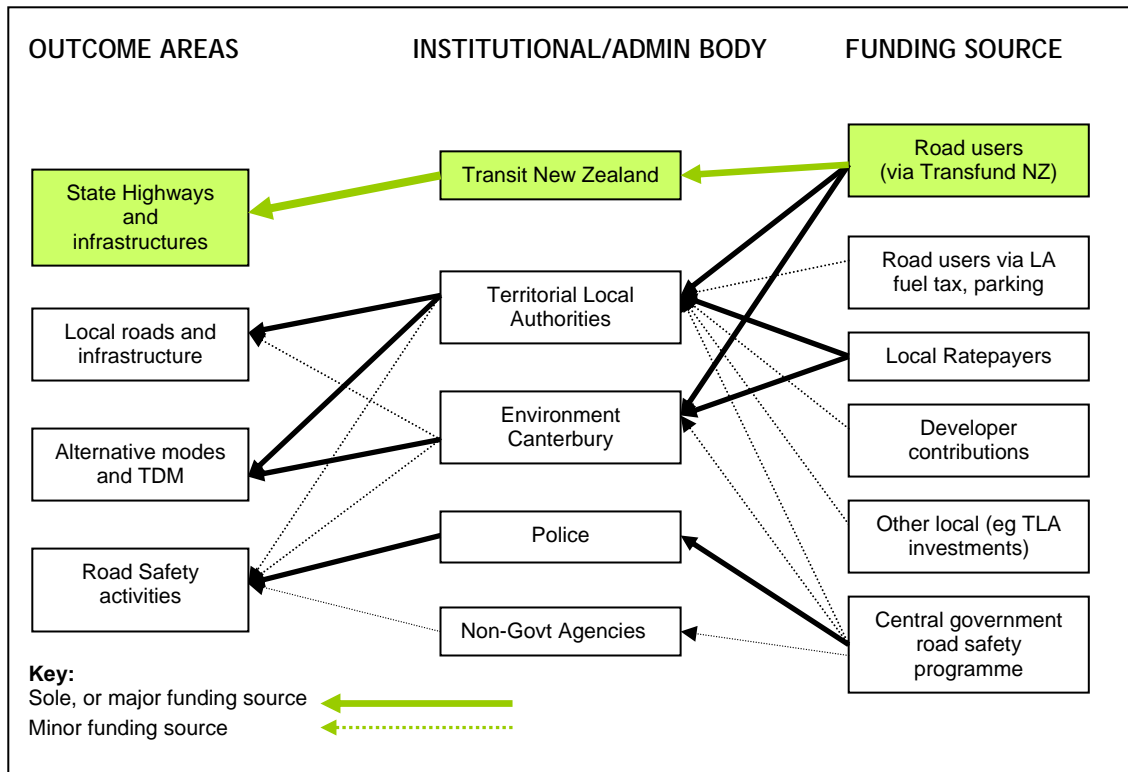 OUTCOME AREAS
INSTITUTIONAL/ADMIN BODY
FUNDING SOURCE
State Highways
and
infrastructures
Local roads and
infrastructure
Alternative modes
and TDM
Road Safety
activities
Transit New Zealand
Territorial Local
Authorities
Environment
Canterbury
Police
Non-Govt Agencies
Road users
(via Transfund NZ)
Road users via LA
fuel tax, parking
Local Ratepayers
Developer
contributions
Other local (eg TLA
investments)
Central government
road safety
programme
Key:
Sole, or major funding source
Minor funding source